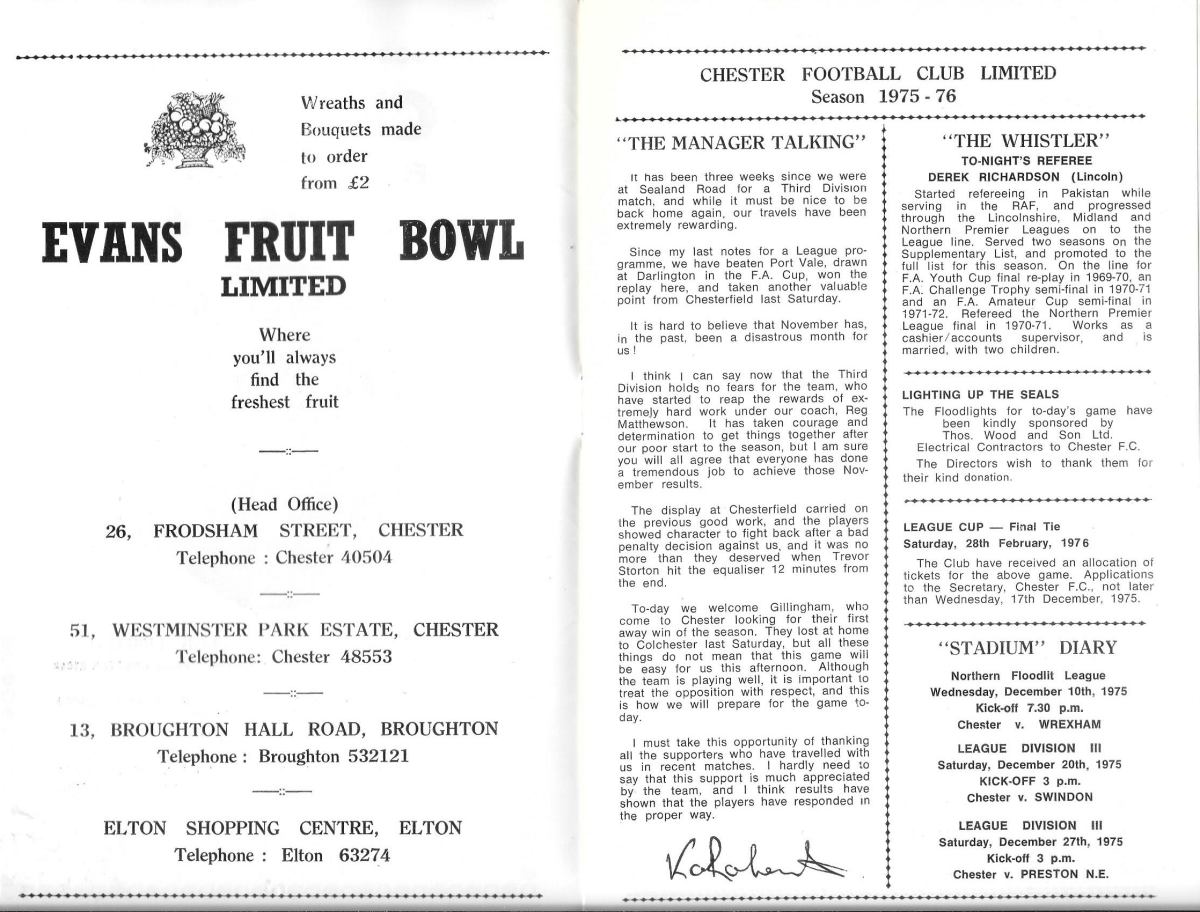 Wreaths and
Bouquets made
to order
from £2
EVANS FRUIT BOWL
LIMITED
Where
you'll always
find the
freshest fruit
(Head Office)
26, FRODSHAM STREET, CHESTER
Telephone : Chester 40504
51, WESTMINSTER PARK ESTATE, CHESTER
Telephone: Chester 48553
13, BROUGHTON HALL ROAD, BROUGHTON
Telephone : Broughton 532121
ELTON SHOPPING CENTRE, ELTON
Telephone : Elton 63274
CHESTER FOOTBALL CLUB LIMITED
Season 1975 - 76
"THE MANAGER TALKING"
It has been three weeks since we were
at Sealand Road for a Third Division
match, and while it must be nice to be
back home again, our travels have been
extremely rewarding.
Since my last notes for a League pro-
gramme, we have beaten Port Vale, drawn
at Darlington in the F.A. Cup, won the
replay here, and taken another valuable
point from Chesterfield last Saturday.
It is hard to believe that November has,
in the past, been a disastrous month for
us !
I think I can say now that the Third
Division holds no fears for the team, who
have started to reap the rewards of ex-
tremely hard work under our coach, Reg
Matthewson. It has taken courage and
determination to get things together after
our poor start to the season, but I am sure
you will all agree that everyone has done
a tremendous job to achieve those Nov-
ember results.
The display at Chesterfield carried on
the previous good work, and the players
showed character to fight back after a bad
penalty decision against us, and it was no
more than they deserved when Trevor
Storton hit the equaliser 12 minutes from
the end.
To-day we welcome Gillingham, who
come to Chester looking for their first
away win of the season. They lost at home
to Colchester last Saturday, but all these
things do not mean that this game will
be easy for us this afternoon. Although
the team is playing well, it is important to
treat the opposition with respect, and this
is how we will prepare for the game to-
day.
I must take this opportunity of thanking
all the supporters who have travelled with
us in recent matches. I hardly need to
say that this support is much appreciated
by the team, and I think results have
shown that the players have responded in
the proper way.
"THE WHISTLER"
TO-NIGHT'S REFEREE
DEREK RICHARDSON (Lincoln)
Started refereeing in Pakistan while
serving in the RAF, and progressed
through the Lincolnshire, Midland and
Northern Premier Leagues on to the
League line. Served two seasons on the
Supplementary List, and promoted to the
full list for this season. On the line for
F.A. Youth Cup final re-play in 1969-70, an
F.A. Challenge Trophy semi-final in 1970-71
and an F.A. Amateur Cup semi-final in
1971-72. Refereed the Northern Premier
League final in 1970-71. Works as a
cashier/accounts supervisor, and is
married, with two children.
LIGHTING UP THE SEALS
The Floodlights for to-day's game have
been kindly sponsored by
Thos. Wood and Son Ltd.
Electrical Contractors to Chester F.C.
The Directors wish to thank them for
their kind donation.
LEAGUE CUP — Final Tie
Saturday, 28th February, 1976
The Club have received an allocation of
tickets for the above game. Applications
to the Secretary, Chester F.C., not later
than Wednesday, 17th December, 1975.
"STADIUM" DIARY
Northern Floodlit League
Wednesday, December 10th, 1975
Kick-off 7.30 p.m.
Chester v. WREXHAM
LEAGUE DIVISION III
Saturday, December 20th, 1975
KICK-OFF 3 p.m.
Chester v. SWINDON
LEAGUE DIVISION III
Saturday, December 27th, 1975
Kick-off 3 p.m.
Chester v. PRESTON N.E.